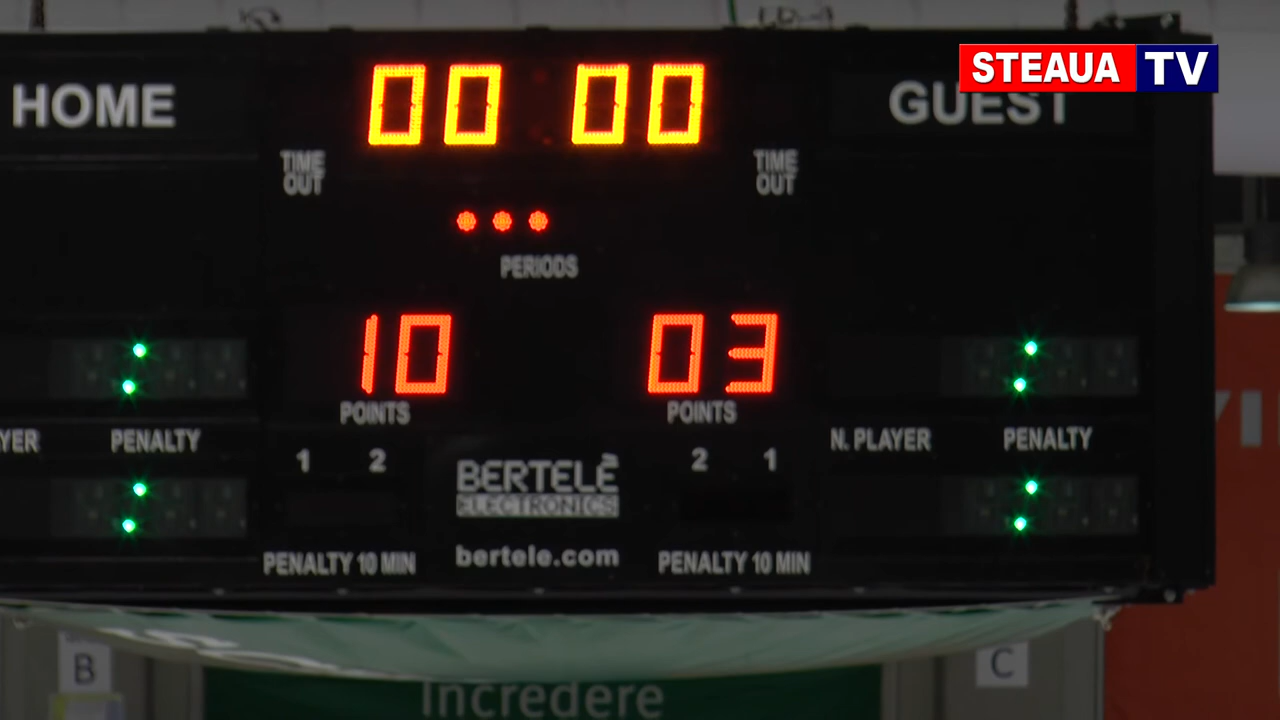 STEAUA TV
HOME
00 00
GUEST
TIME
OUT
TIME
OUT
PERIODS
10
03
POINTS
POINTS
YER
PENALTY
N. PLAYER
PENALTY
1 2
2 1
BERTELÈ
ELECTRONICS
bertele.com
PENALTY 10 MIN
PENALTY 10 MIN
B
C
Incredere